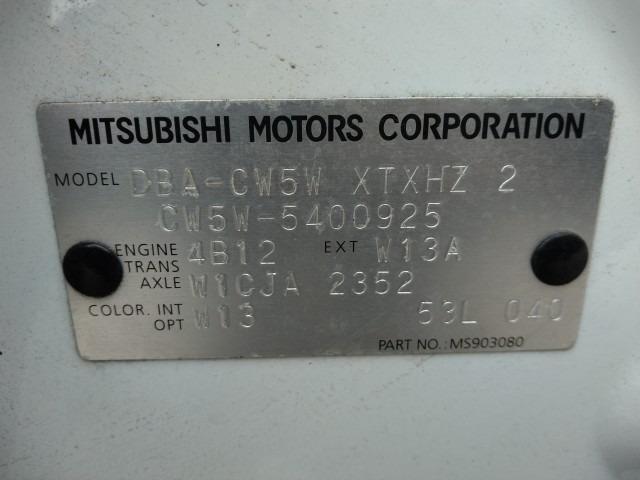 MITSUBISHI MOTORS CORPORATION
MODEL DBA-CW5W XTXHZ 2
CW5W-5400925
ENGINE 4B12 EXT W13A
TRANS
AXLE W1CJA 2352
COLOR. INT W13 53L 040
OPT
PART NO.: MS903080